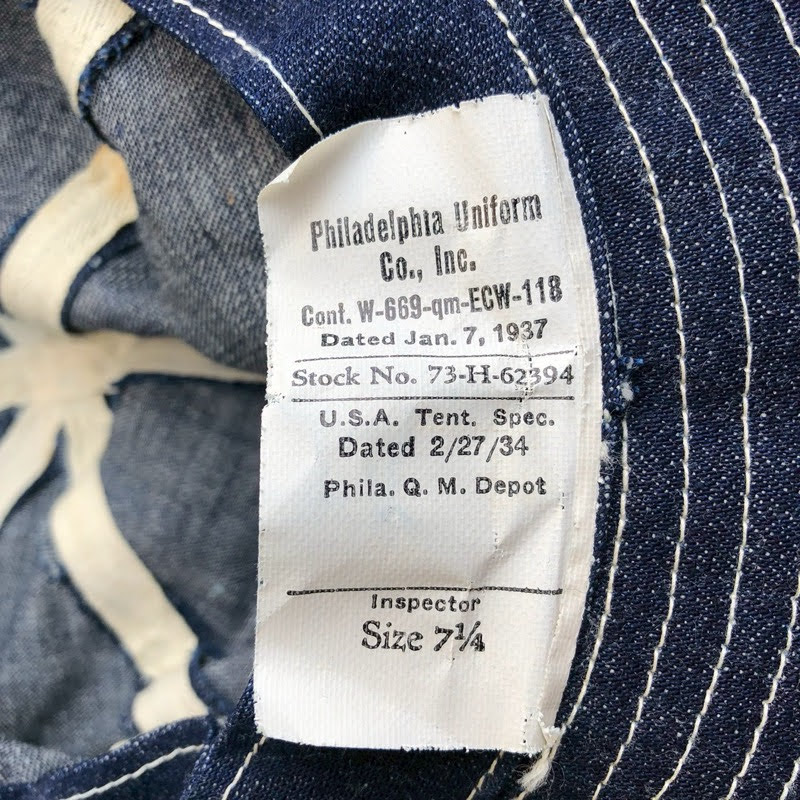 Philadelphia Uniform
Co., Inc.
Cont. W-669-qm-ECW-118
Dated Jan. 7, 1937
Stock No. 73-H-62394
U.S.A. Tent. Spec.
Dated 2/27/34
Phila. Q. M. Depot
Inspector
Size 7¼